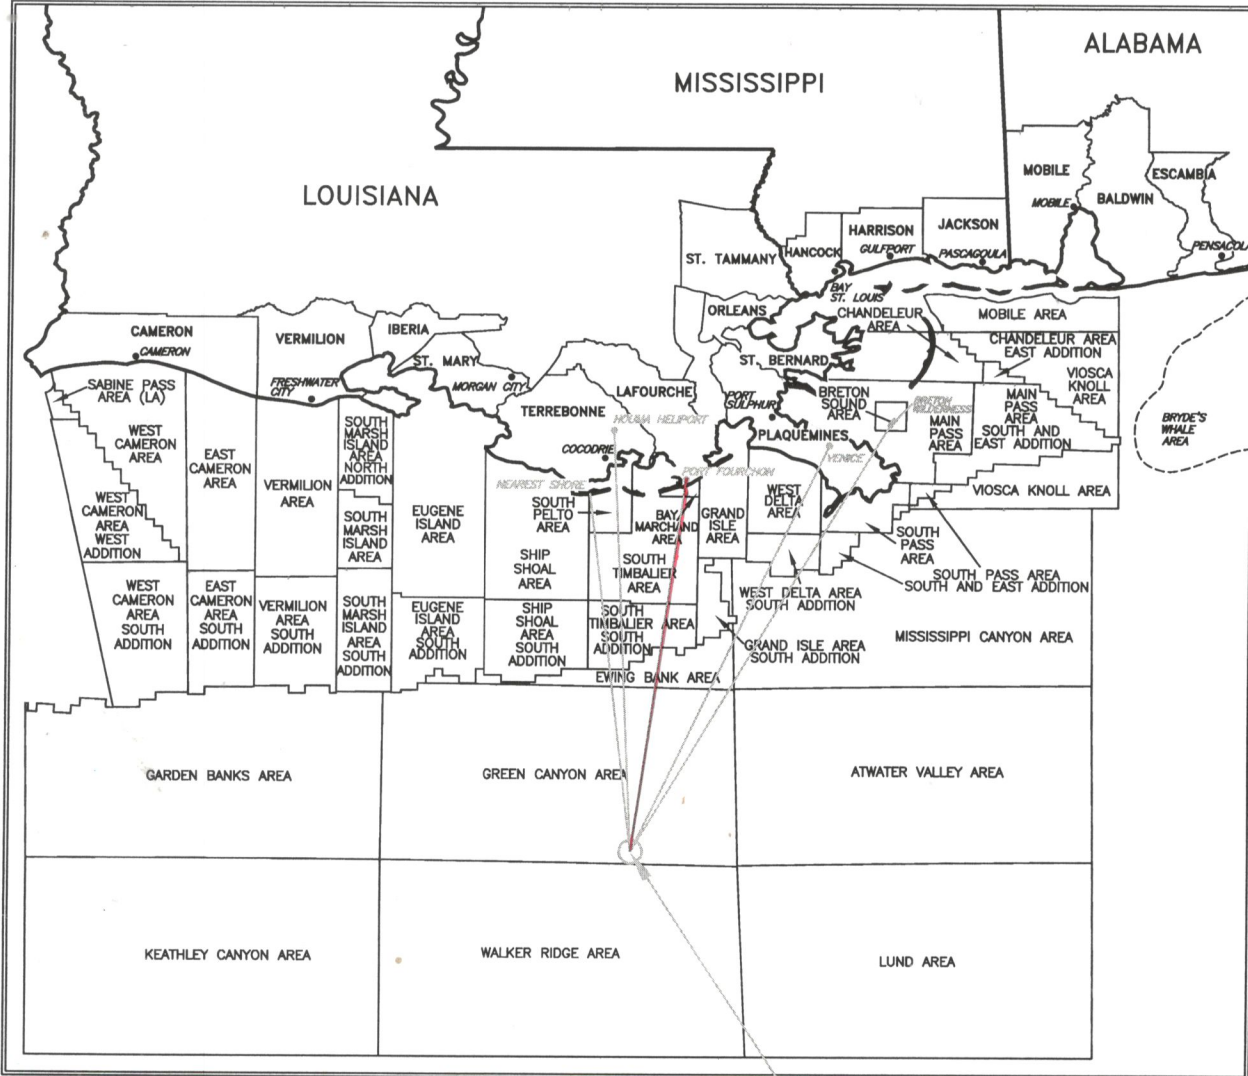 ALABAMA
MISSISSIPPI
LOUISIANA
MOBILE
MOBILE
BALDWIN
ESCAMBIA
PENSACOLA
HANCOCK
HARRISON
GULFPORT
JACKSON
PASCAGOULA
ST. TAMMANY
BAY
ST. LOUIS
ORLEANS
CHANDELEUR
AREA
MOBILE AREA
CHANDELEUR AREA
EAST ADDITION
VIOSCA
KNOLL
AREA
CAMERON
CAMERON
VERMILION
FRESHWATER
CITY
IBERIA
ST. MARY
MORGAN CITY
TERREBONNE
LAFOURCHE
HOUMA HELIPORT
COCODRIE
ST. BERNARD
PORT
SULPHUR
PLAQUEMINES
VENICE
BRETON
SOUND
AREA
BRETON
WILDERNESS
MAIN
PASS
AREA
MAIN
PASS
AREA
SOUTH AND
EAST ADDITION
BRYDE'S
WHALE
AREA
SABINE PASS
AREA (LA)
WEST
CAMERON
AREA
WEST
CAMERON
AREA
WEST
ADDITION
EAST
CAMERON
AREA
VERMILION
AREA
SOUTH
MARSH
ISLAND
AREA
NORTH
ADDITION
SOUTH
MARSH
ISLAND
AREA
EUGENE
ISLAND
AREA
NEAREST SHORE
PORT FOURCHON
SOUTH
PELTO
AREA
BAY
MARCHAND
AREA
GRAND
ISLE
AREA
WEST
DELTA
AREA
VIOSCA KNOLL AREA
SOUTH
PASS
AREA
SOUTH PASS AREA
SOUTH AND EAST ADDITION
SHIP
SHOAL
AREA
SOUTH
TIMBALIER
AREA
WEST DELTA AREA
SOUTH ADDITION
WEST
CAMERON
AREA
SOUTH
ADDITION
EAST
CAMERON
AREA
SOUTH
ADDITION
VERMILION
AREA
SOUTH
ADDITION
SOUTH
MARSH
ISLAND
AREA
SOUTH
ADDITION
EUGENE
ISLAND
AREA
SOUTH
ADDITION
SHIP
SHOAL
AREA
SOUTH
ADDITION
SOUTH
TIMBALIER AREA
SOUTH
ADDITION
GRAND ISLE AREA
SOUTH ADDITION
MISSISSIPPI CANYON AREA
EWING BANK AREA
GARDEN BANKS AREA
GREEN CANYON AREA
ATWATER VALLEY AREA
KEATHLEY CANYON AREA
WALKER RIDGE AREA
LUND AREA